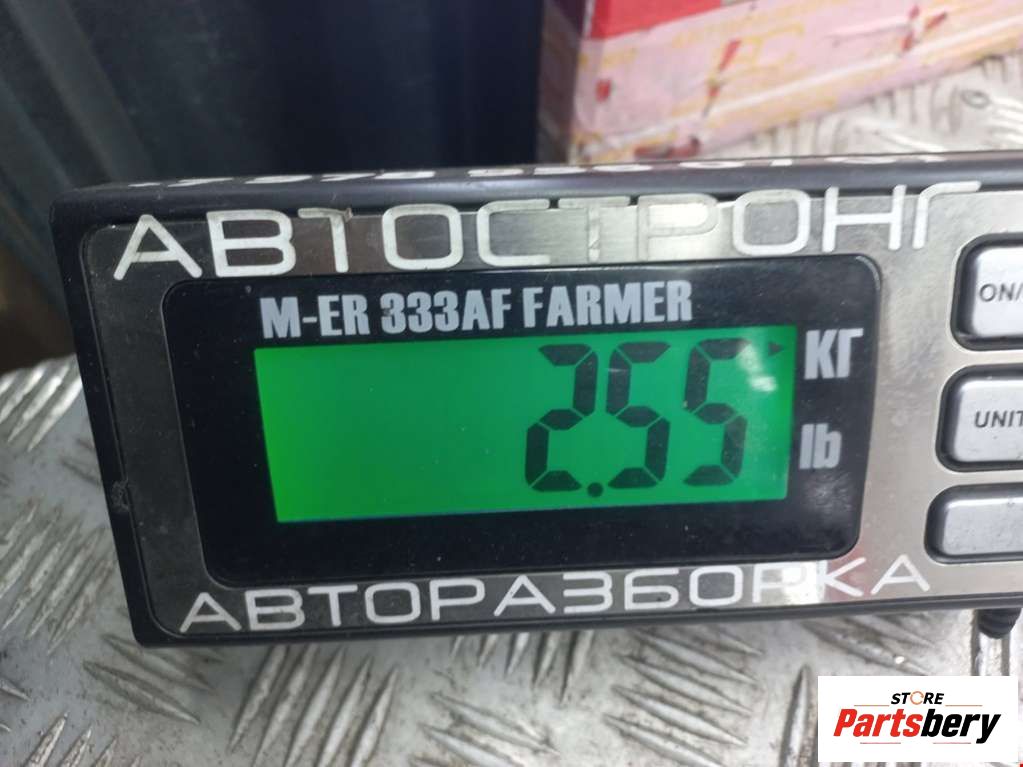 АВТОСТРОНГ
M-ER 333AF FARMER
2.55
КГ
lb
ON/
UNIT
АВТОРАЗБОРКА
STORE
Partsbery